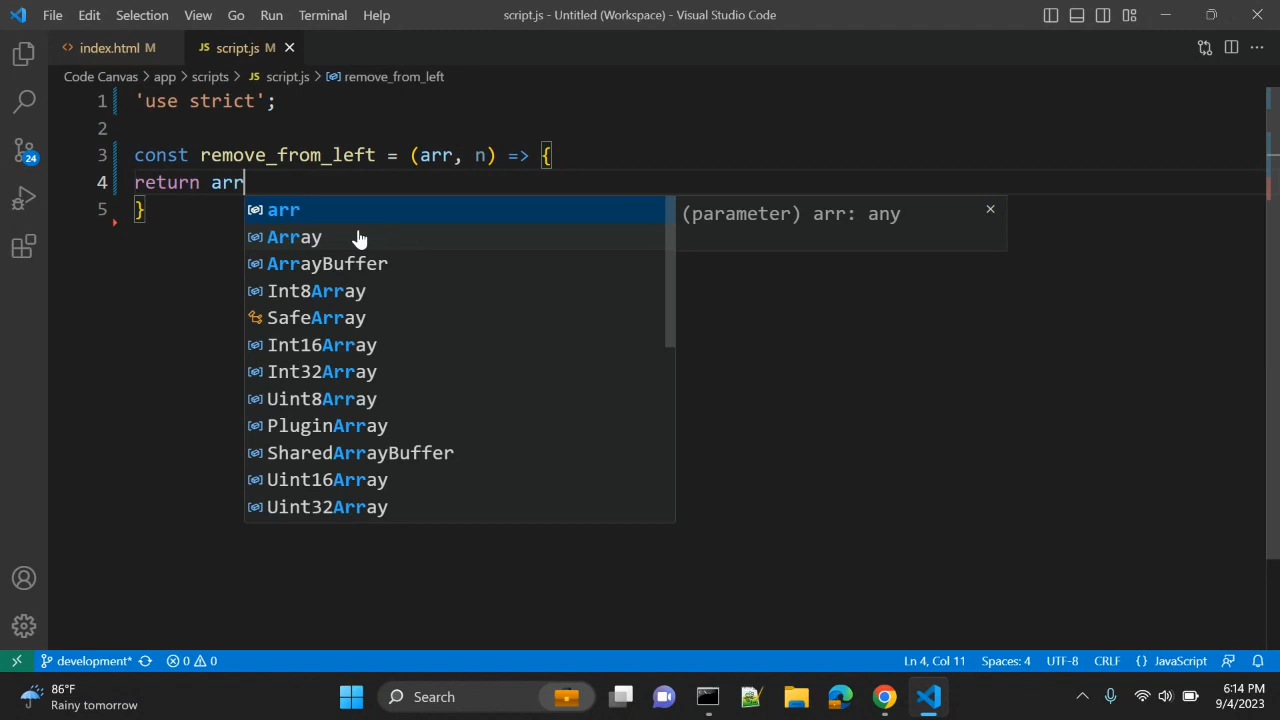 File Edit Selection View Go Run Terminal Help script.js - Untitled (Workspace) - Visual Studio Code
index.html M JS script.js M
Code Canvas > app > scripts > JS script.js > remove_from_left
1 'use strict';
2
3 const remove_from_left = (arr, n) => {
4 return arr
5 }
arr (parameter) arr: any
Array
ArrayBuffer
Int8Array
SafeArray
Int16Array
Int32Array
Uint8Array
PluginArray
SharedArrayBuffer
Uint16Array
Uint32Array
24
development* 0 0 Ln 4, Col 11 Spaces: 4 UTF-8 CRLF {} JavaScript
86°F
Rainy tomorrow
Search
6:14 PM
9/4/2023